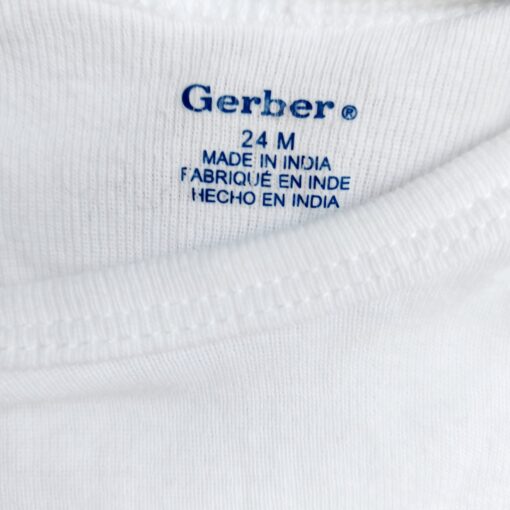 Gerber®
24 M
MADE IN INDIA
FABRIQUÉ EN INDE
HECHO EN INDIA